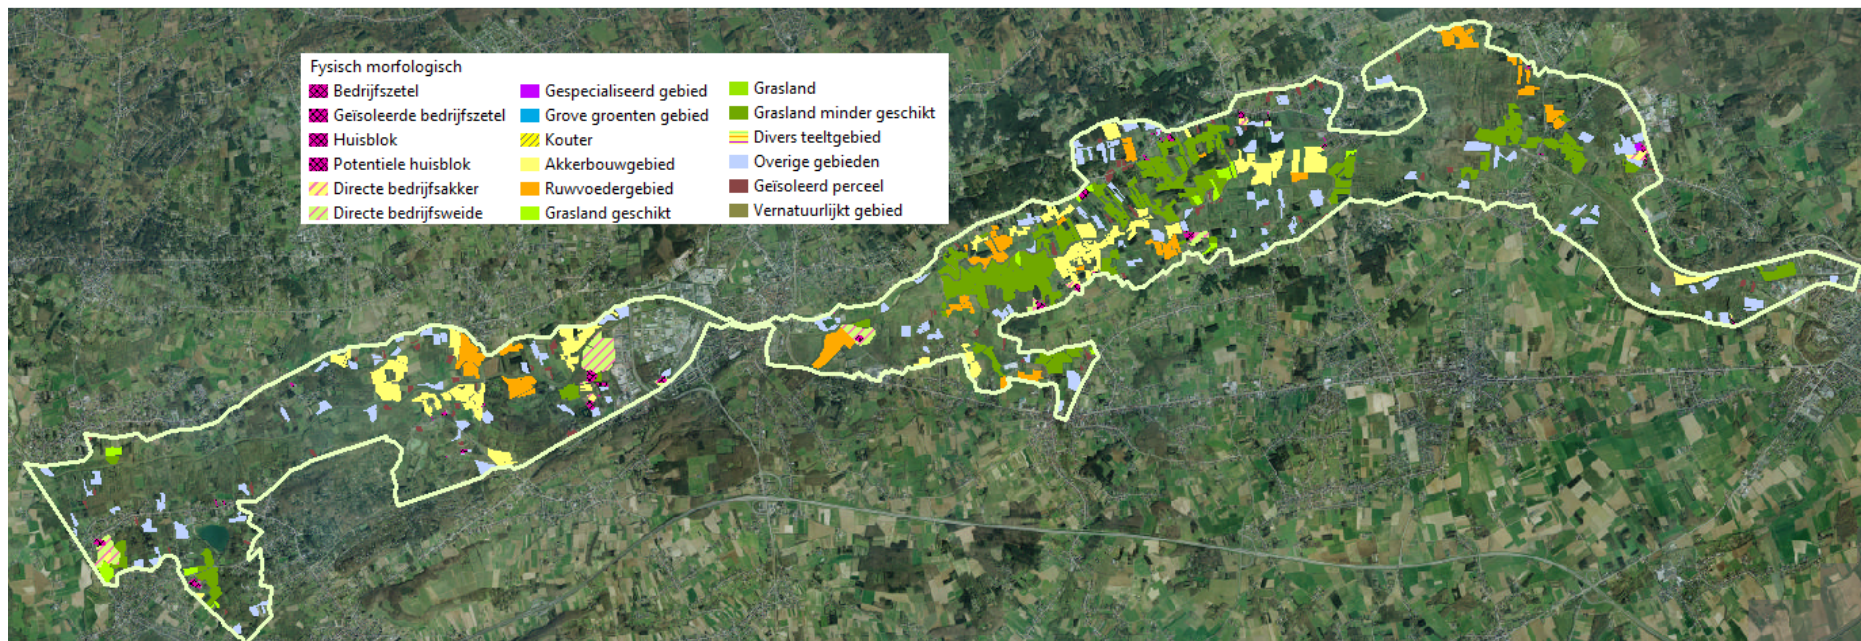 Fysisch morfologisch
Bedrijfszetel
Geïsoleerde bedrijfszetel
Huisblok
Potentiele huisblok
Directe bedrijfsakker
Directe bedrijfsweide
Gespecialiseerd gebied
Grove groenten gebied
Kouter
Akkerbouwgebied
Ruwvoedergebied
Grasland geschikt
Grasland
Grasland minder geschikt
Divers teeltgebied
Overige gebieden
Geïsoleerd perceel
Vernatuurlijkt gebied